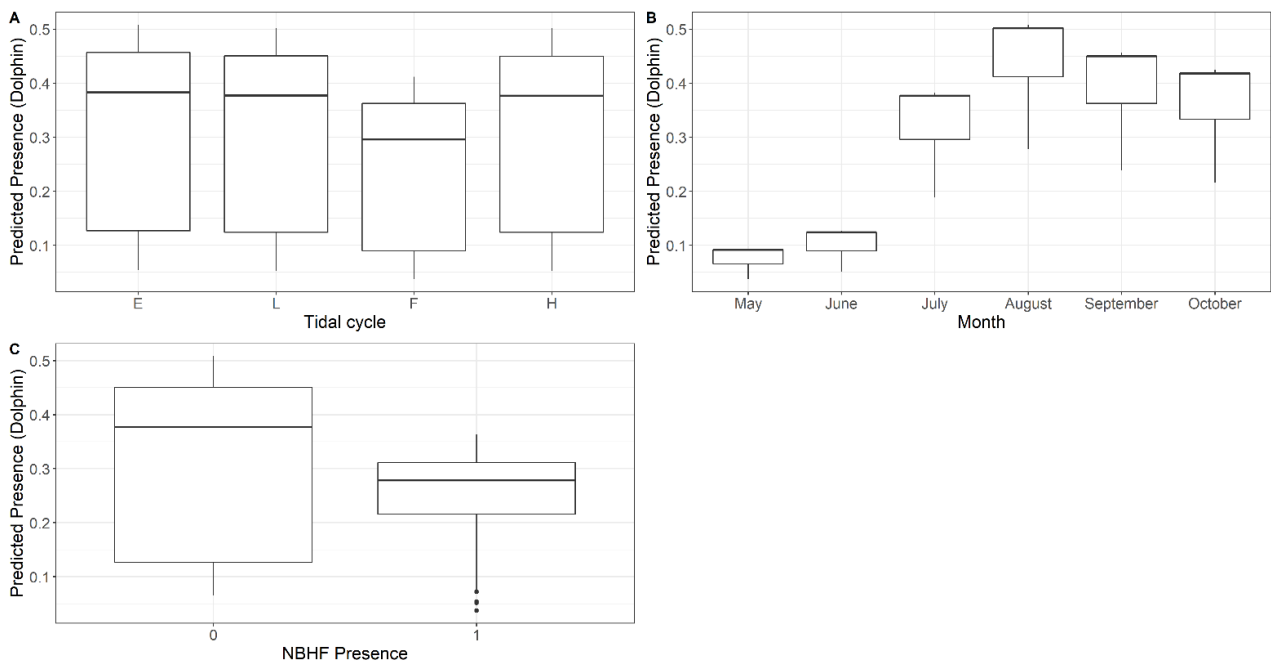 A
Predicted Presence (Dolphin)
0.5
0.4
0.3
0.2
0.1
E L F H
Tidal cycle
B
Predicted Presence (Dolphin)
0.5
0.4
0.3
0.2
0.1
May June July August September October
Month
C
Predicted Presence (Dolphin)
0.5
0.4
0.3
0.2
0.1
0 1
NBHF Presence